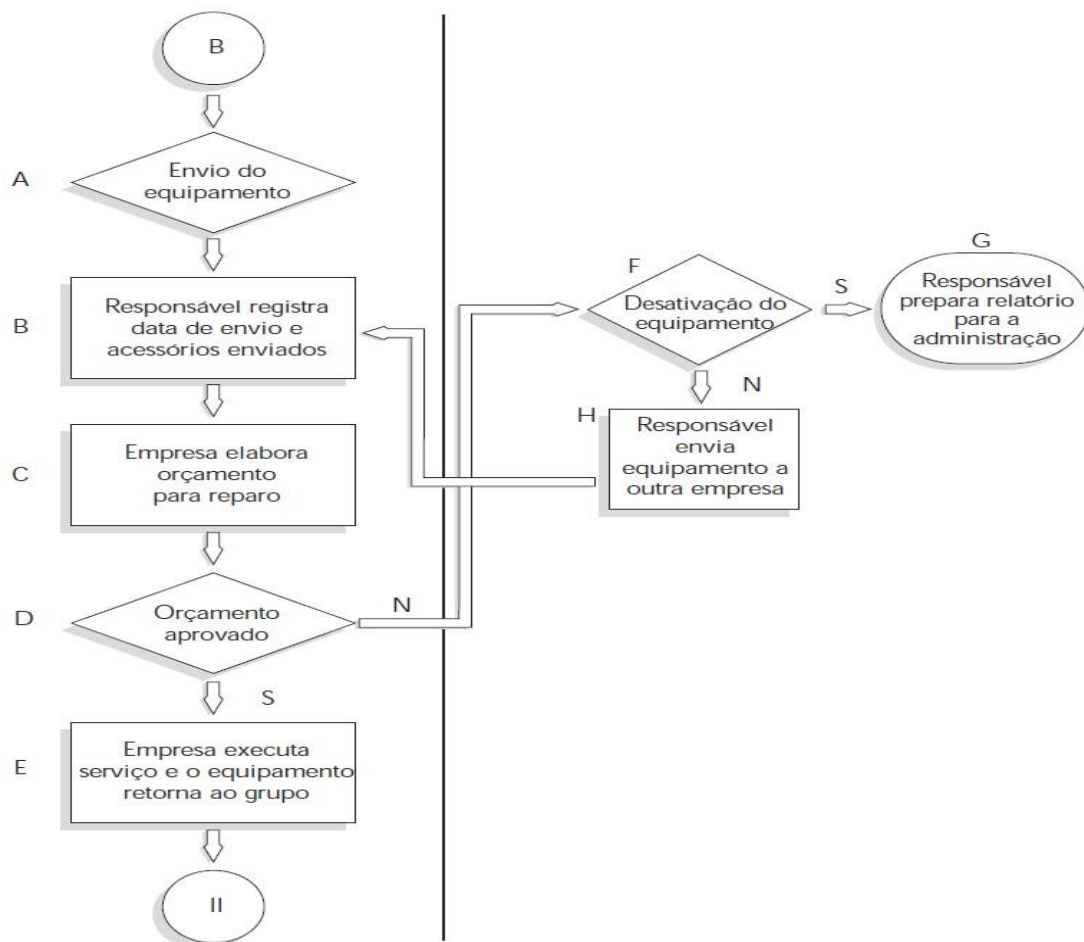 B
A
Envio do
equipamento
B
Responsável registra
data de envio e
acessórios enviados
C
Empresa elabora
orçamento
para reparo
D
Orçamento
aprovado
N
S
E
Empresa executa
serviço e o equipamento
retorna ao grupo
II
F
Desativação do
equipamento
S
G
Responsável
prepara relatório
para a
administração
N
H
Responsável
envia
equipamento a
outra empresa